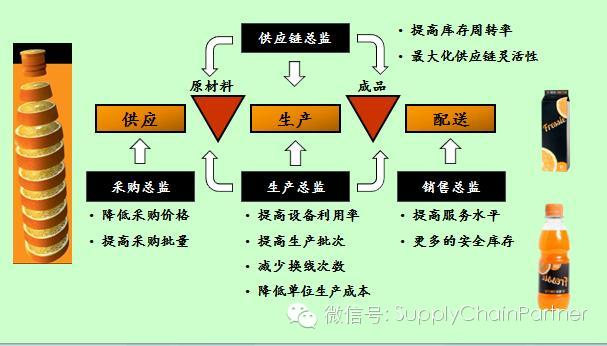 供应链总监
• 提高库存周转率
• 最大化供应链灵活性
原材料
成品
供应
生产
配送
采购总监
• 降低采购价格
• 提高采购批量
生产总监
• 提高设备利用率
• 提高生产批次
• 减少换线次数
• 降低单位生产成本
销售总监
• 提高服务水平
• 更多的安全库存
Fressie
Fressie
微信号: SupplyChainPartner